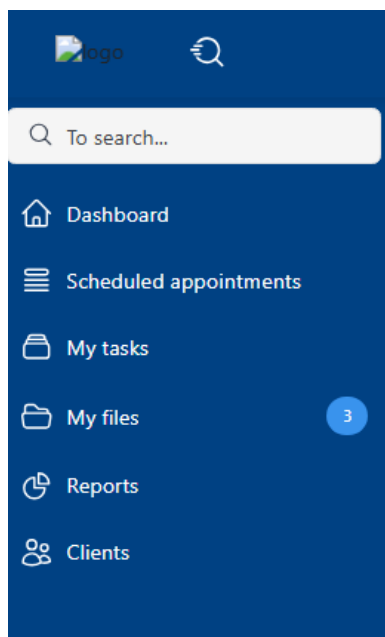 logo
To search...
Dashboard
Scheduled appointments
My tasks
My files
3
Reports
Clients